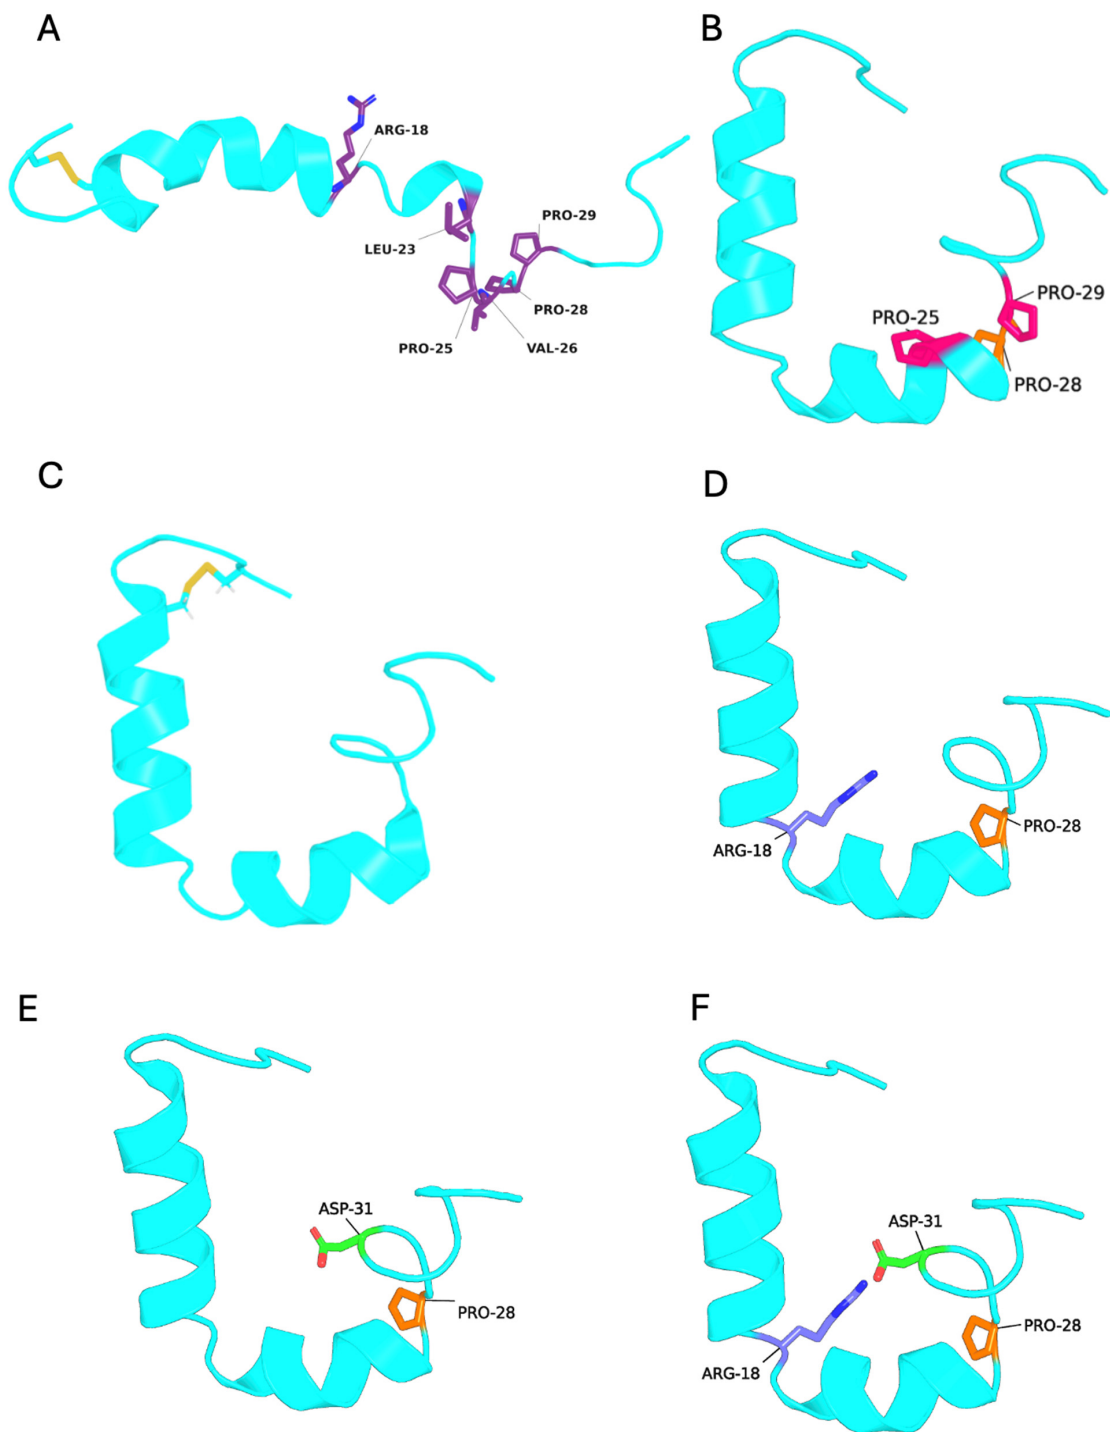 A
B
ARG-18
PRO-29
LEU-23
PRO-28
PRO-25
VAL-26
PRO-29
PRO-25
PRO-28
C
D
ARG-18
PRO-28
E
F
ASP-31
PRO-28
ASP-31
PRO-28
ARG-18